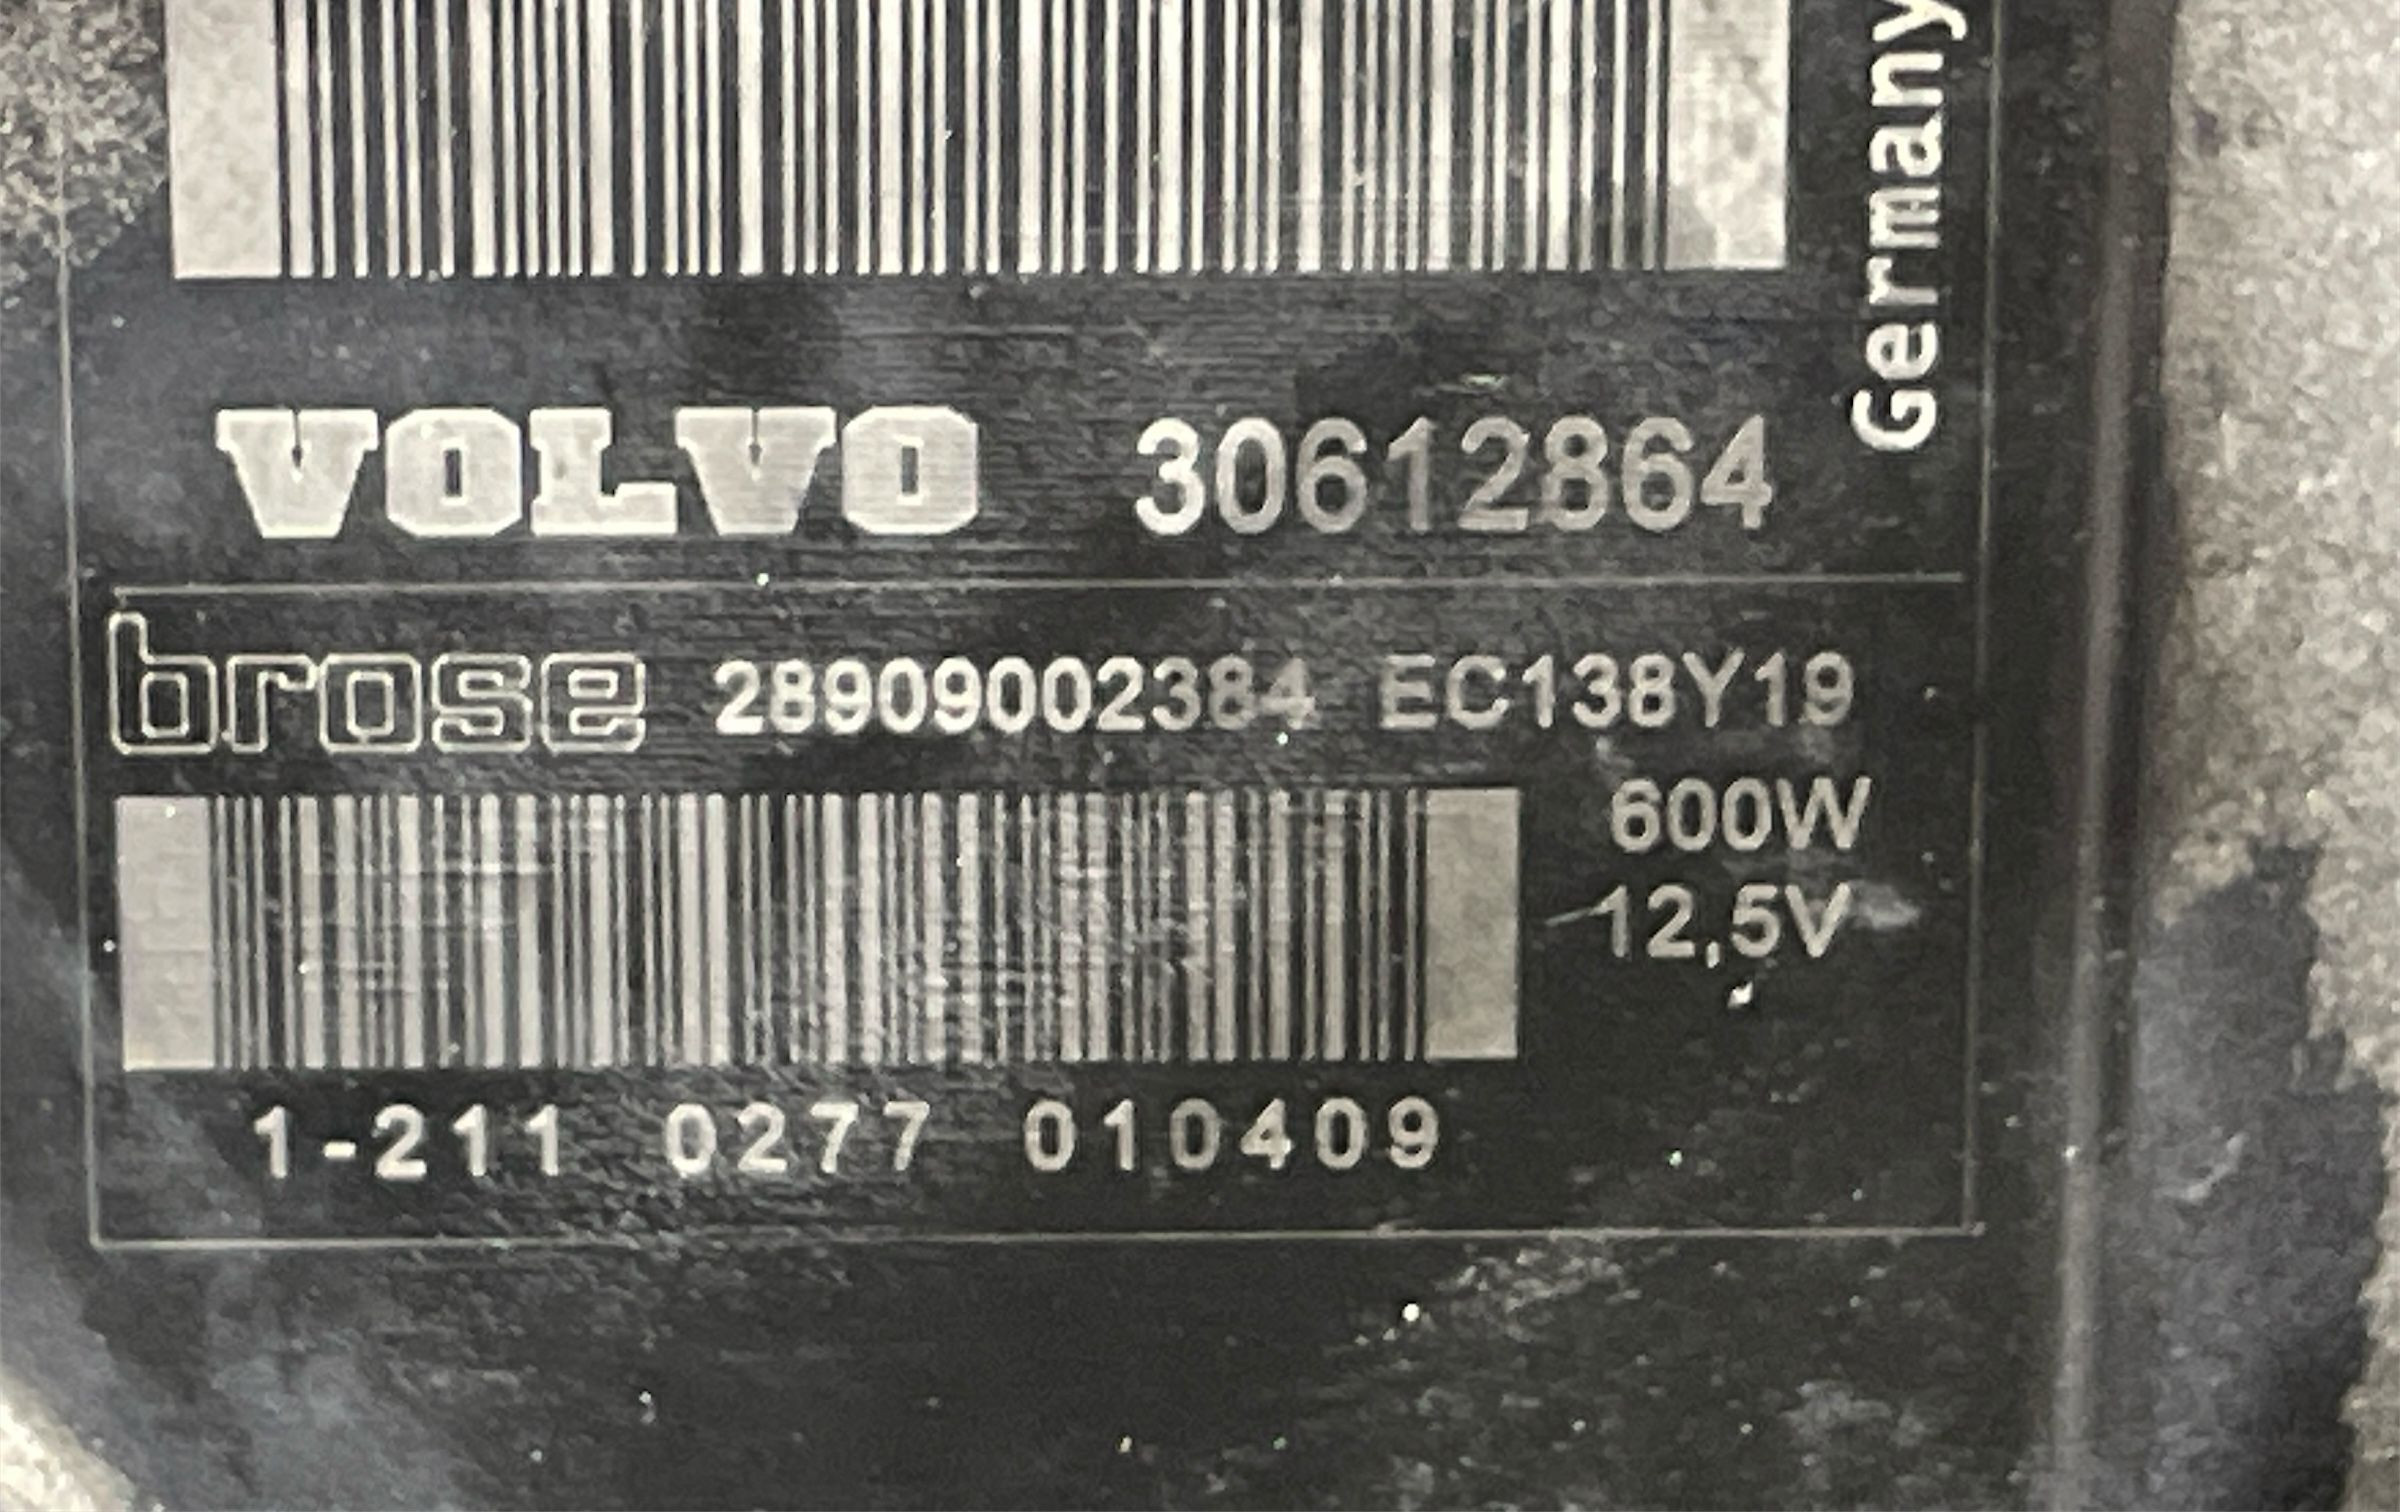 Germany
VOLVO 30612864
brose 28909002384 EC138Y19
600W
12,5V
1-211 0277 010409